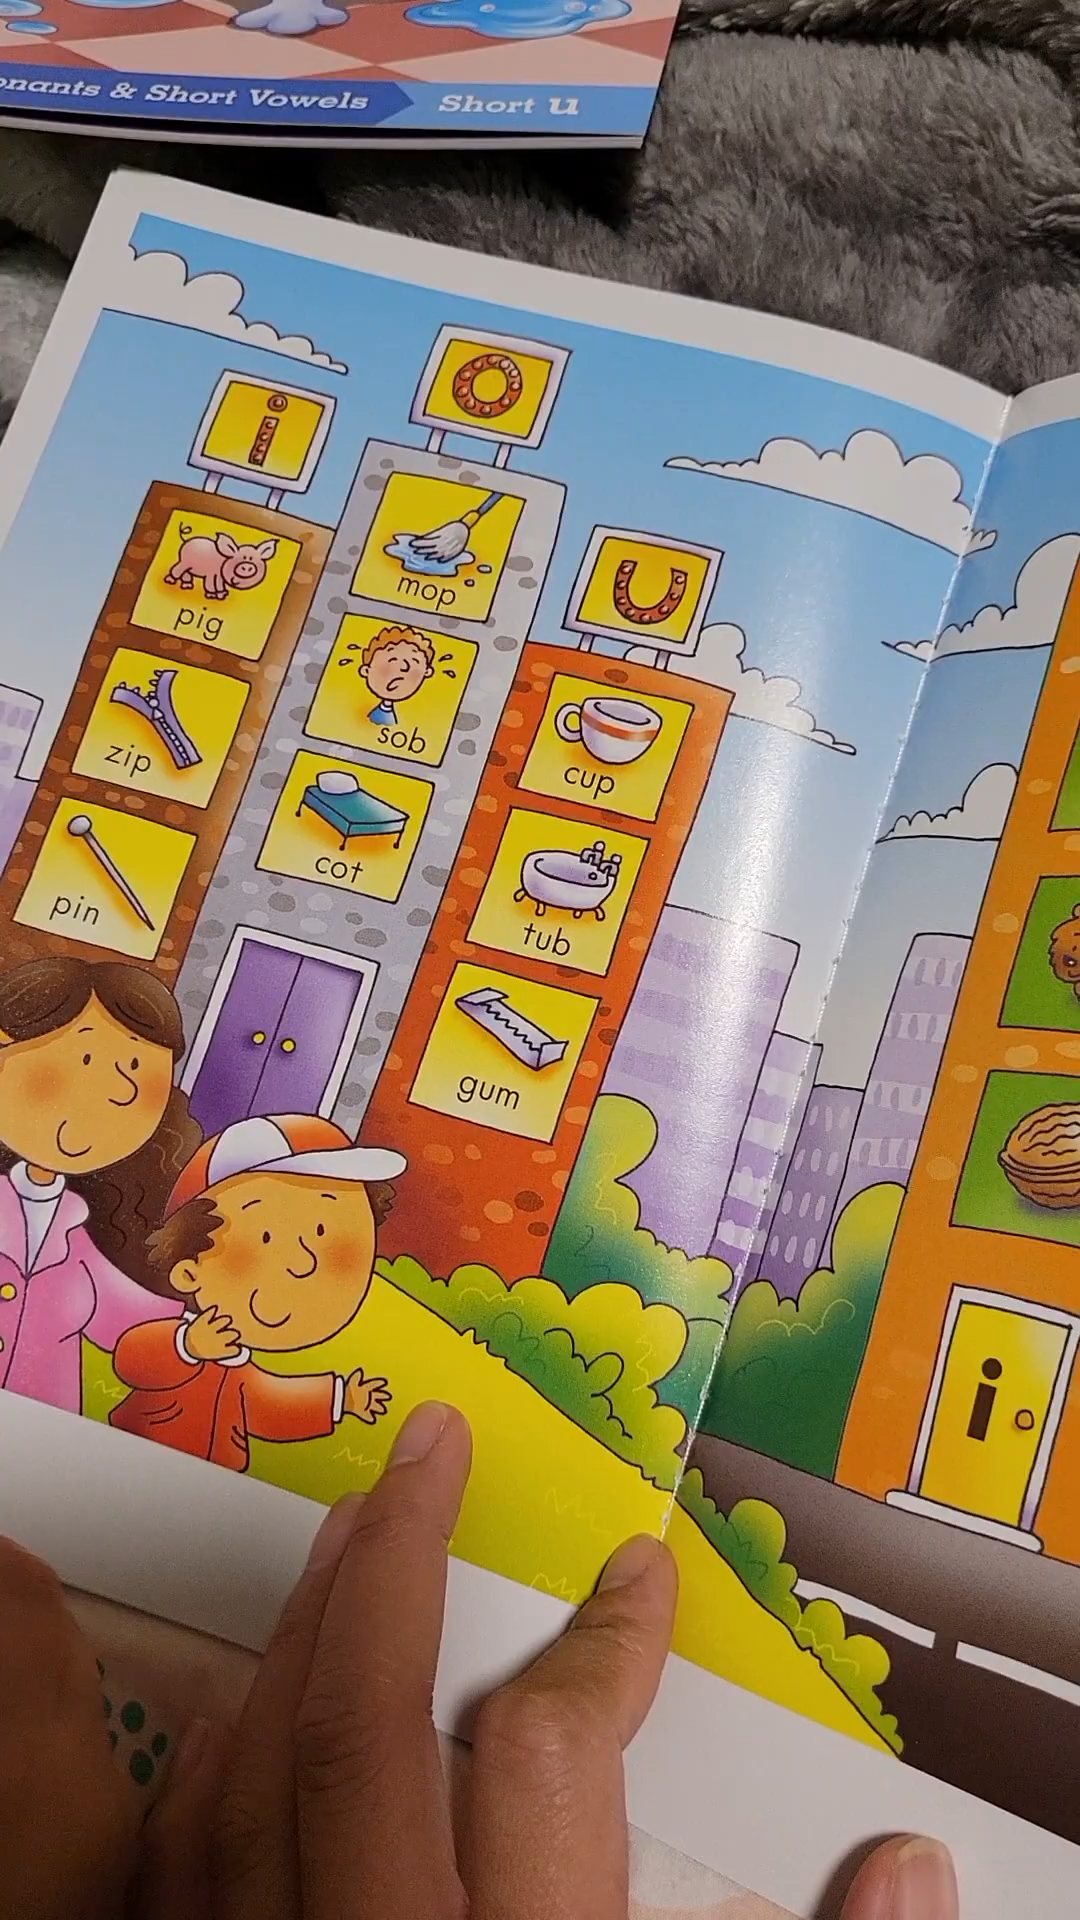 onants & Short Vowels Short u
i
pig
zip
pin
o
mop
sob
cot
u
cup
tub
gum
i